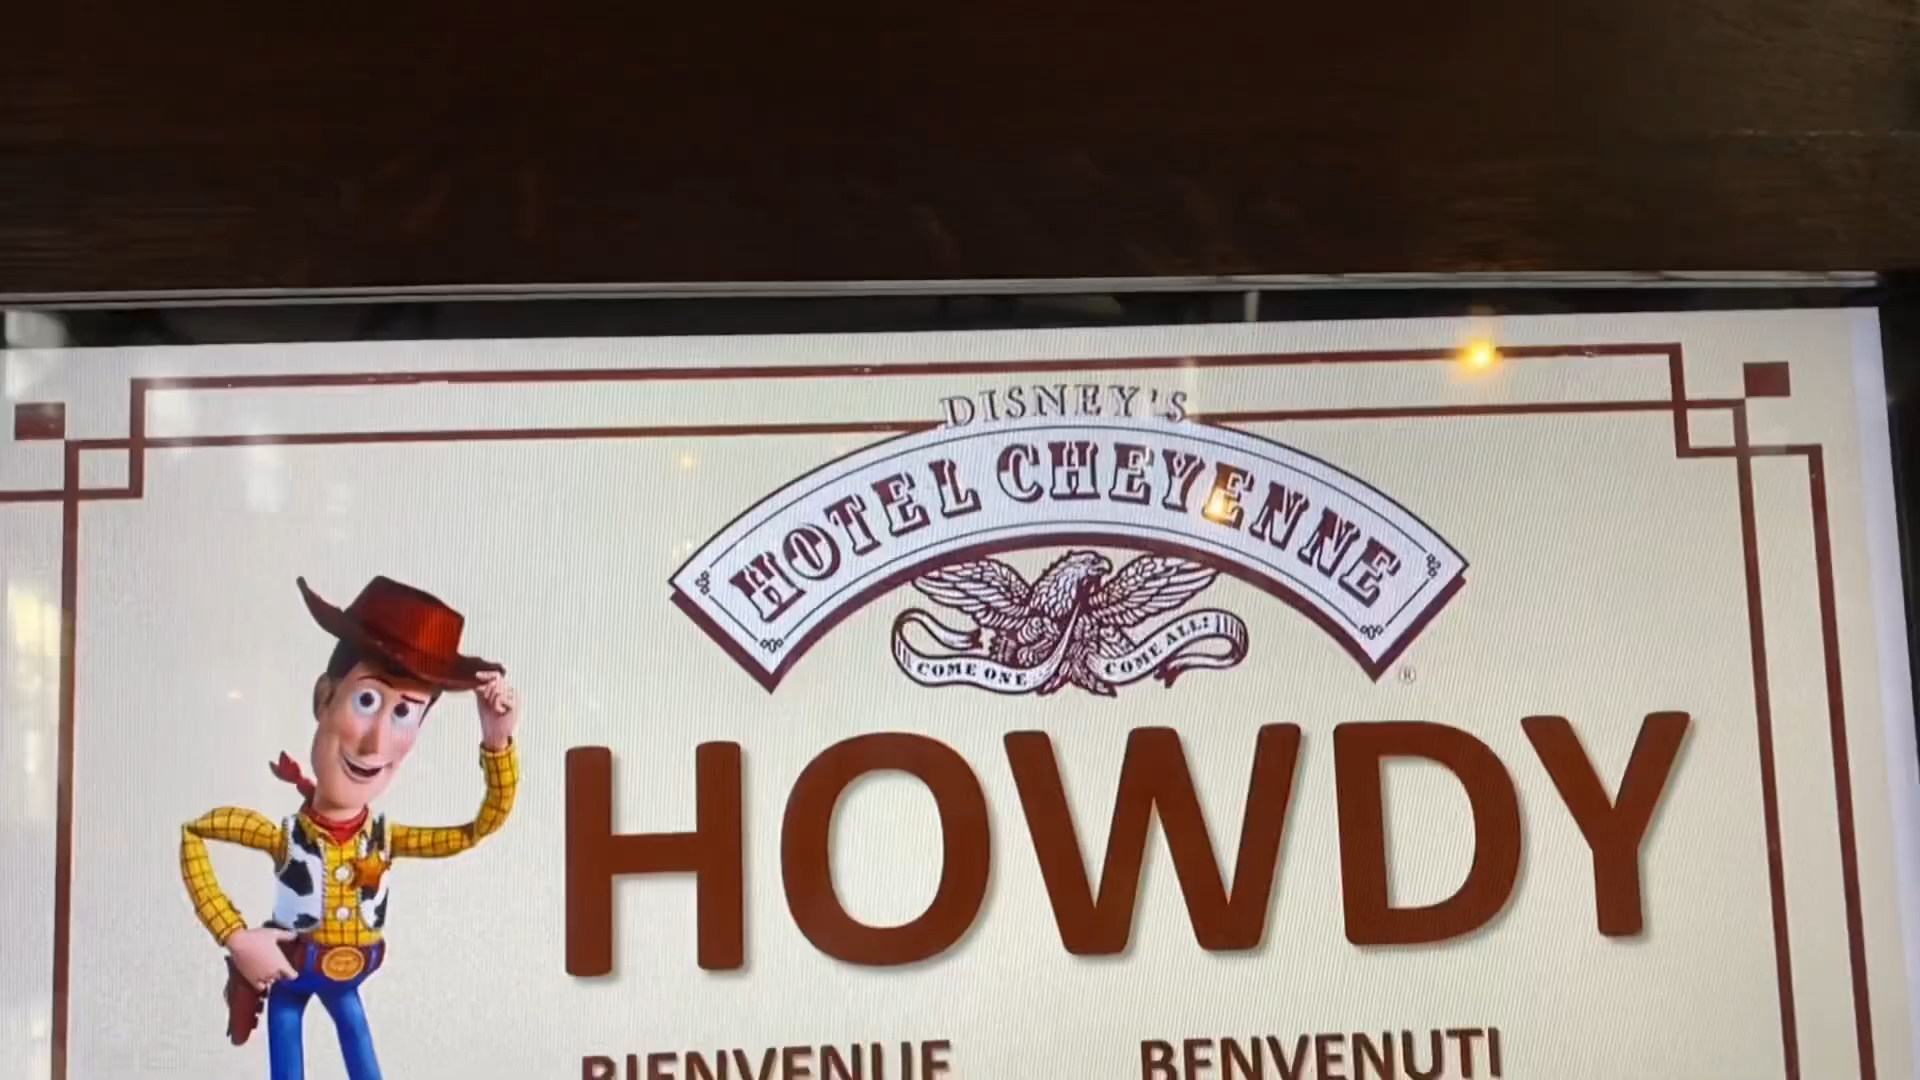 DISNEY'S
HOTEL CHEYENNE
COME ONE COME ALL!
®
HOWDY
BIENVENUE BENVENUTI